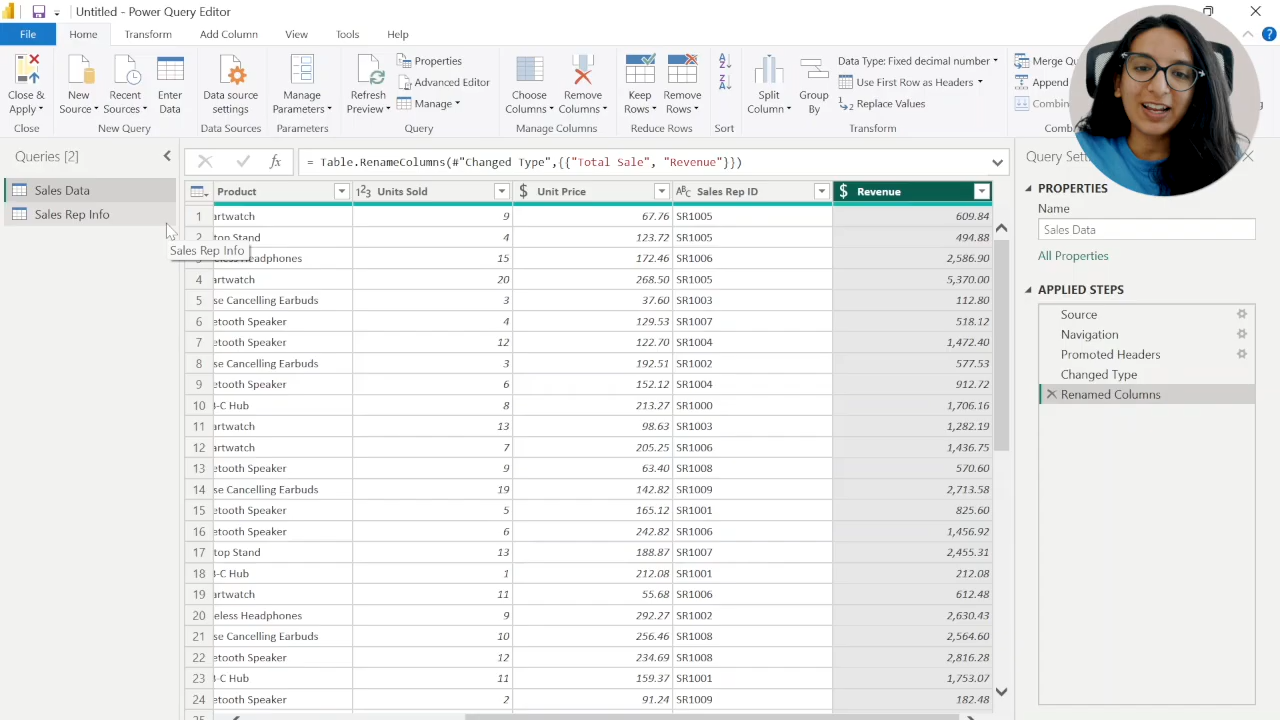 Untitled - Power Query Editor
File Home Transform Add Column View Tools Help
Close & Apply
New Source
Recent Sources
Enter Data
Data source settings
Manage Parameters
Refresh Preview
Properties
Advanced Editor
Manage
Choose Columns
Remove Columns
Keep Rows
Remove Rows
Split Column
Group By
Data Type: Fixed decimal number
Use First Row as Headers
Replace Values
Merge
Append
Close New Query Data Sources Parameters Query Manage Columns Reduce Rows Sort Transform
Queries [2]
Sales Data
Sales Rep Info
Sales Rep Info
fx = Table.RenameColumns(#"Changed Type",{{"Total Sale", "Revenue"}})
Product 123 Units Sold $ Unit Price ABC Sales Rep ID $ Revenue
1 artwatch 9 67.76 SR1005 609.84
2 top Stand 4 123.72 SR1005 494.88
3 less Headphones 15 172.46 SR1006 2,586.90
4 artwatch 20 268.50 SR1005 5,370.00
5 se Cancelling Earbuds 3 37.60 SR1003 112.80
6 etooth Speaker 4 129.53 SR1007 518.12
7 etooth Speaker 12 122.70 SR1004 1,472.40
8 se Cancelling Earbuds 3 192.51 SR1002 577.53
9 etooth Speaker 6 152.12 SR1004 912.72
10 -C Hub 8 213.27 SR1000 1,706.16
11 artwatch 13 98.63 SR1003 1,282.19
12 artwatch 7 205.25 SR1006 1,436.75
13 etooth Speaker 9 63.40 SR1008 570.60
14 se Cancelling Earbuds 19 142.82 SR1009 2,713.58
15 etooth Speaker 5 165.12 SR1001 825.60
16 etooth Speaker 6 242.82 SR1006 1,456.92
17 top Stand 13 188.87 SR1007 2,455.31
18 -C Hub 1 212.08 SR1001 212.08
19 artwatch 11 55.68 SR1006 612.48
20 eless Headphones 9 292.27 SR1002 2,630.43
21 se Cancelling Earbuds 10 256.46 SR1008 2,564.60
22 etooth Speaker 12 234.69 SR1008 2,816.28
23 -C Hub 11 159.37 SR1001 1,753.07
24 etooth Speaker 2 91.24 SR1009 182.48
25
Query
PROPERTIES
Name
Sales Data
All Properties
APPLIED STEPS
Source
Navigation
Promoted Headers
Changed Type
Renamed Columns